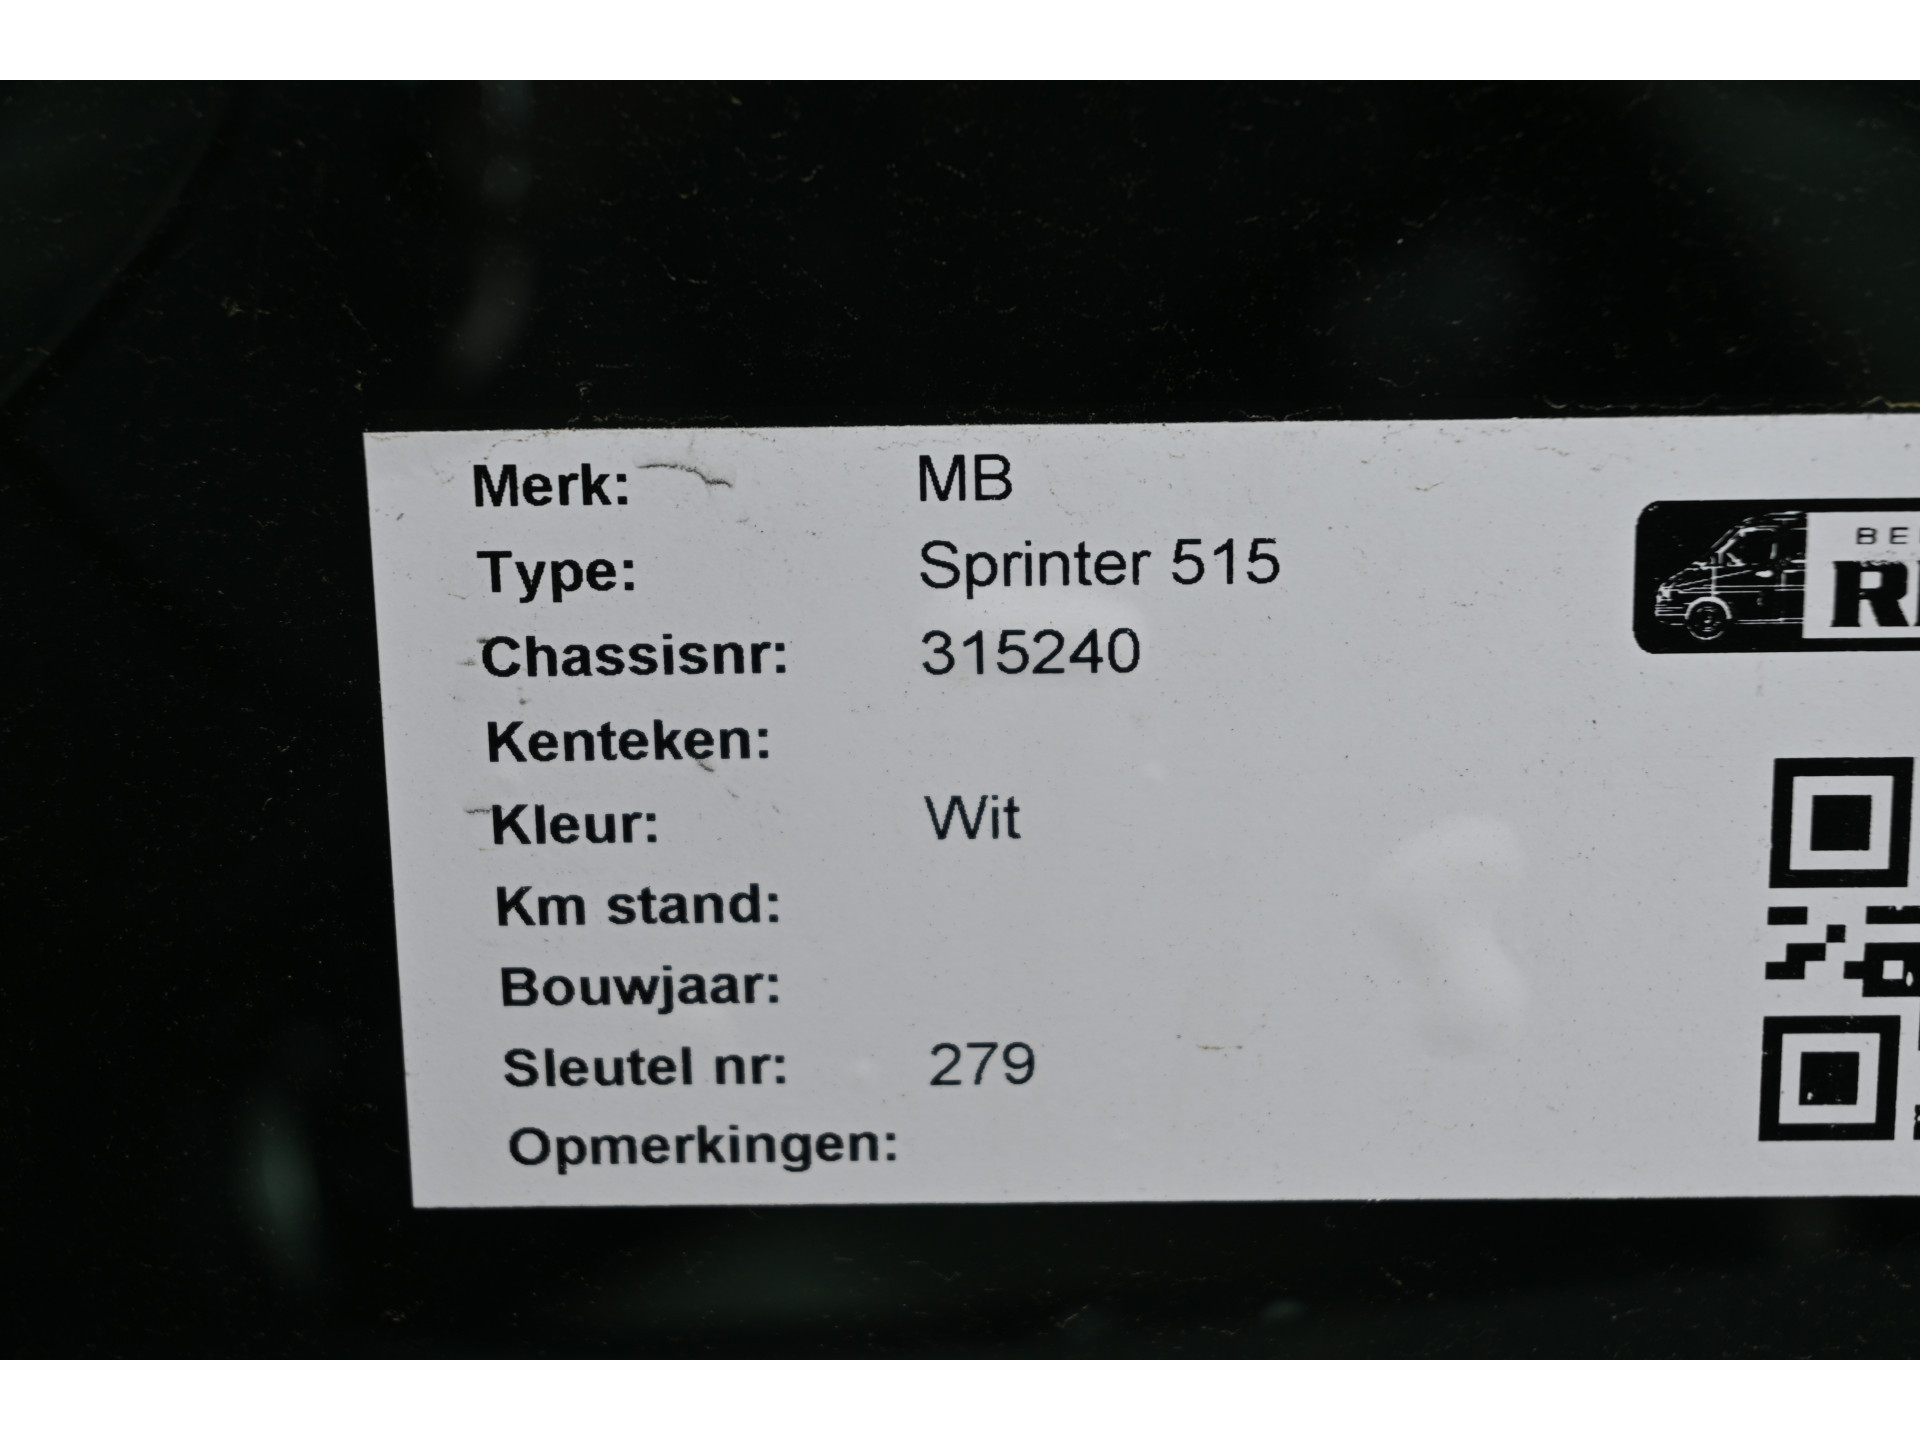 Merk: MB
Type: Sprinter 515
Chassisnr: 315240
Kenteken:
Kleur: Wit
Km stand:
Bouwjaar:
Sleutel nr: 279
Opmerkingen: